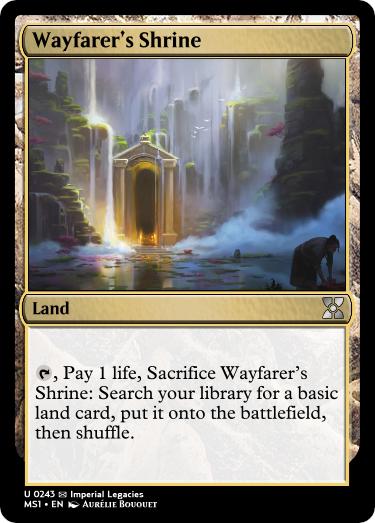 Wayfarer's Shrine
Land
, Pay 1 life, Sacrifice Wayfarer's
Shrine: Search your library for a basic
land card, put it onto the battlefield,
then shuffle.
U 0243 Imperial Legacies
MS1 • EN Aurélie Bouquet